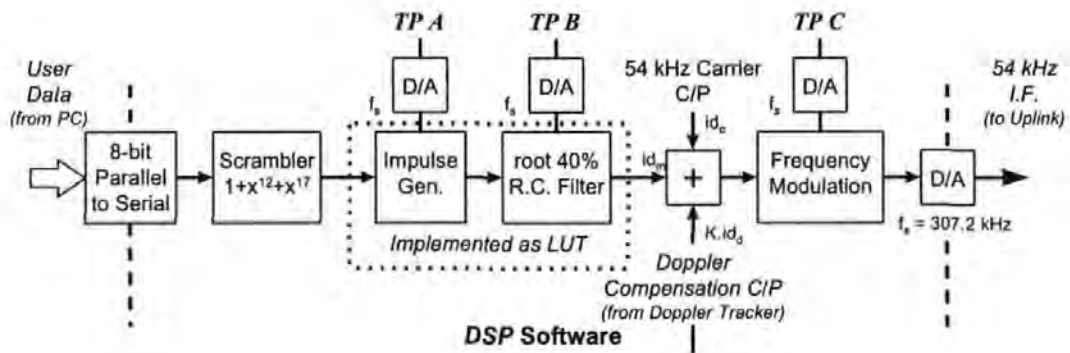 TP A
TP B
TP C
User
Data
(from PC)
D/A
D/A
54 kHz Carrier
C/P
D/A
54 kHz
I.F.
(to Uplink)
f_s
f_s
id_c
f_s
8-bit
Parallel
to Serial
Scrambler
1+x^12+x^17
Impulse
Gen.
root 40%
R.C. Filter
id_m
+
Frequency
Modulation
D/A
f_s = 307.2 kHz
Implemented as LUT
K.id_d
Doppler
Compensation C/P
(from Doppler Tracker)
DSP Software